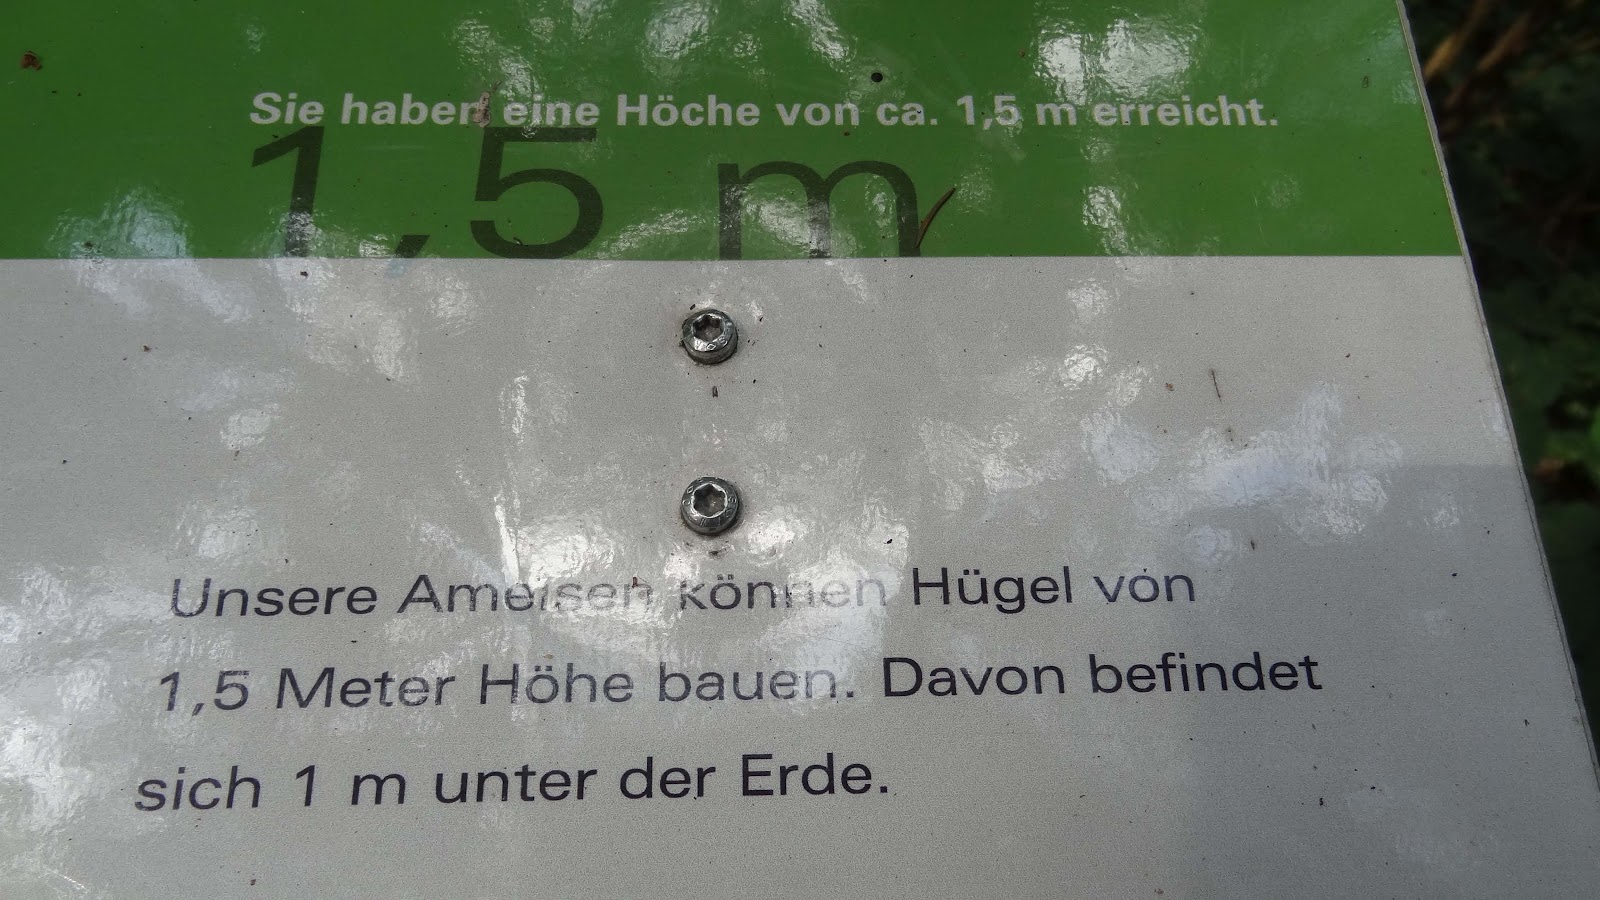 Sie haben eine Höche von ca. 1,5 m erreicht.
1,5 m
Unsere Ameisen können Hügel von
1,5 Meter Höhe bauen. Davon befindet
sich 1 m unter der Erde.